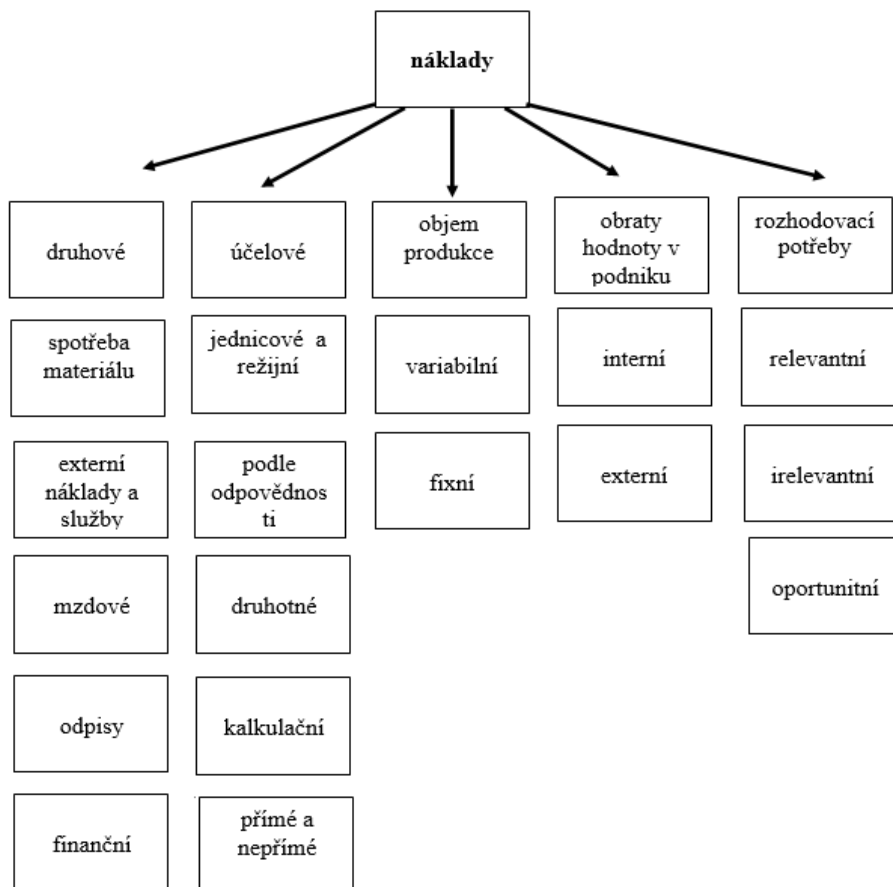 náklady
druhové
účelové
objem
produkce
obraty
hodnoty v
podniku
rozhodovací
potřeby
spotřeba
materiálu
jednicové a
režijní
variabilní
interní
relevantní
externí
náklady a
služby
podle
odpovědnos
ti
fixní
externí
irelevantní
mzdové
druhotné
oportunitní
odpisy
kalkulační
finanční
přímé a
nepřímé